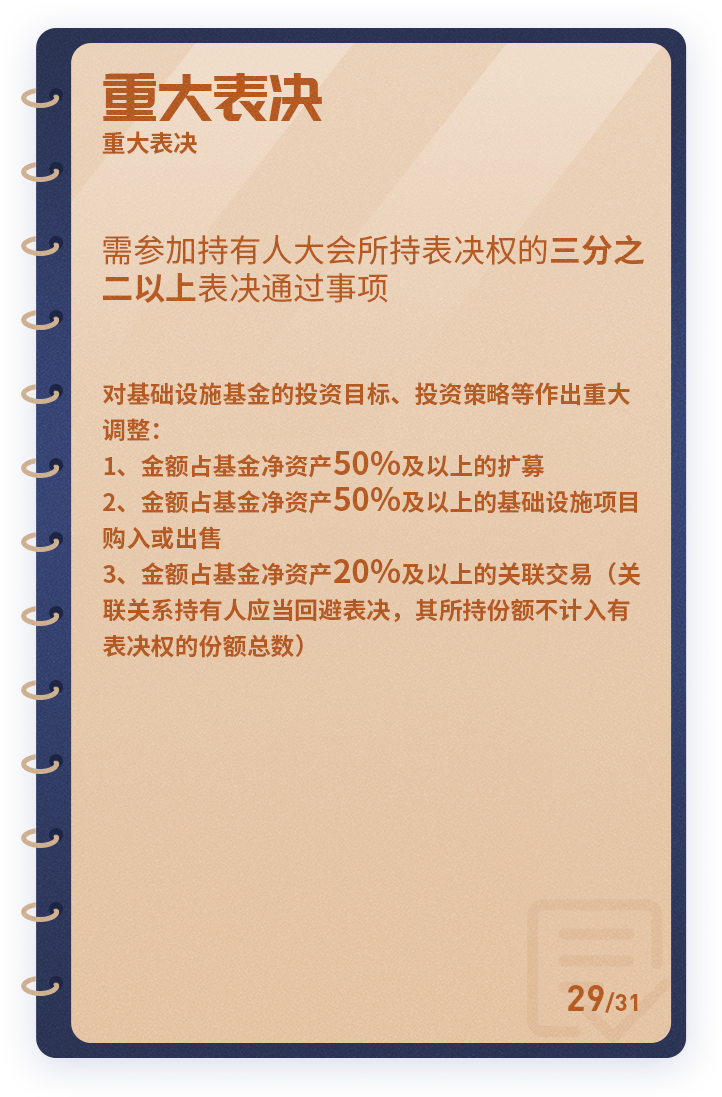 重大表决
重大表决
需参加持有人大会所持表决权的三分之
二以上表决通过事项
对基础设施基金的投资目标、投资策略等作出重大
调整：
1、金额占基金净资产50%及以上的扩募
2、金额占基金净资产50%及以上的基础设施项目
购入或出售
3、金额占基金净资产20%及以上的关联交易（关
联关系持有人应当回避表决，其所持份额不计入有
表决权的份额总数）
29/31